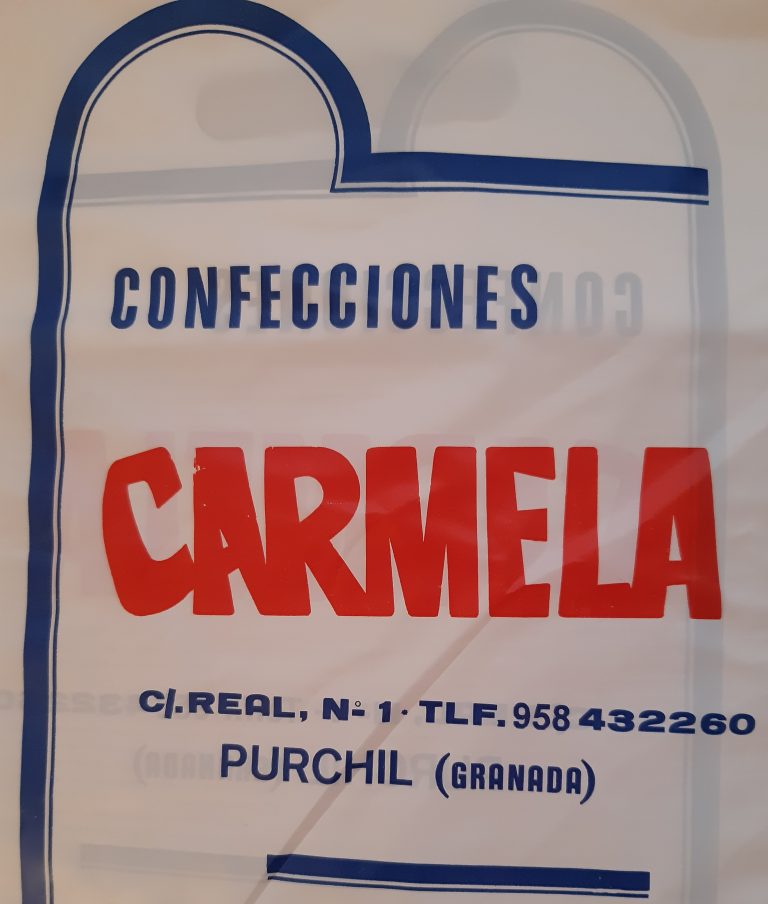 CONFECCIONES
CARMELA
C/.REAL, Nº 1 · TLF. 958 432260
PURCHIL (GRANADA)